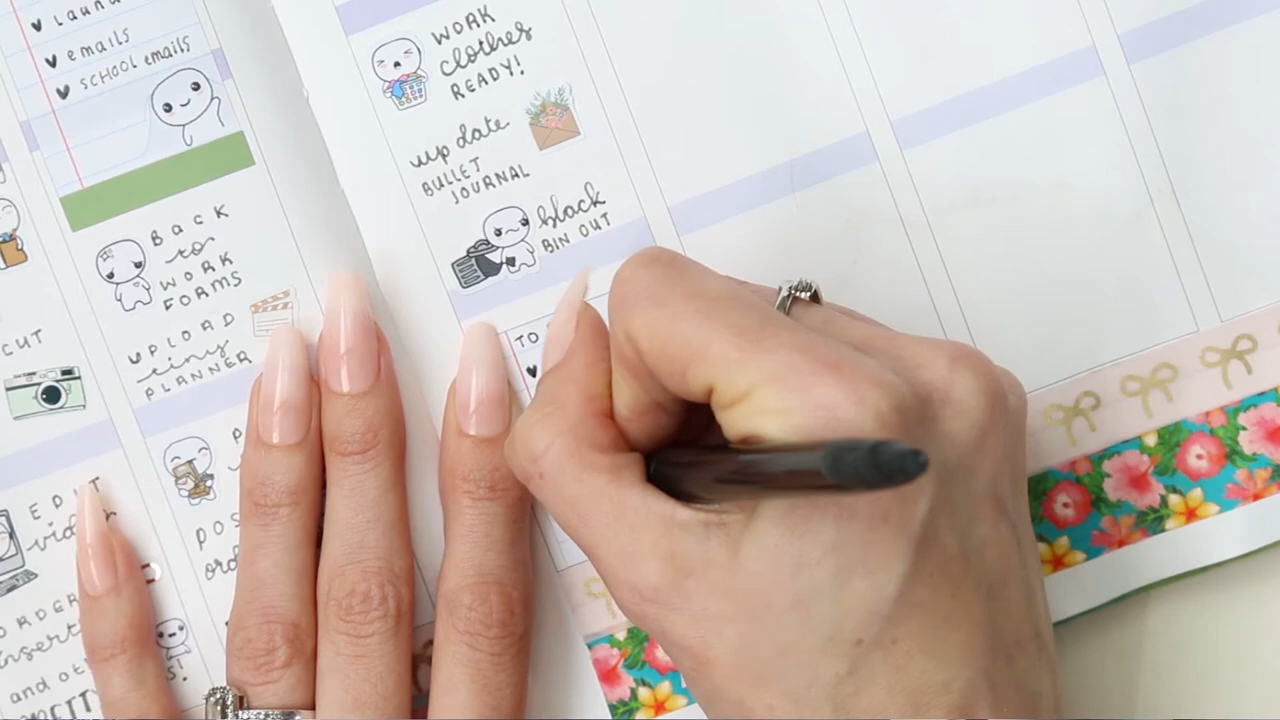 emails
SCHOOL emails
BACK
to
WORK
FORMS
UPLOAD
tiny
PLANNER
CUT
EDIT
video
ORDER
insert
and
WORK
clothes
READY!
update
BULLET
JOURNAL
black
BIN OUT
TO